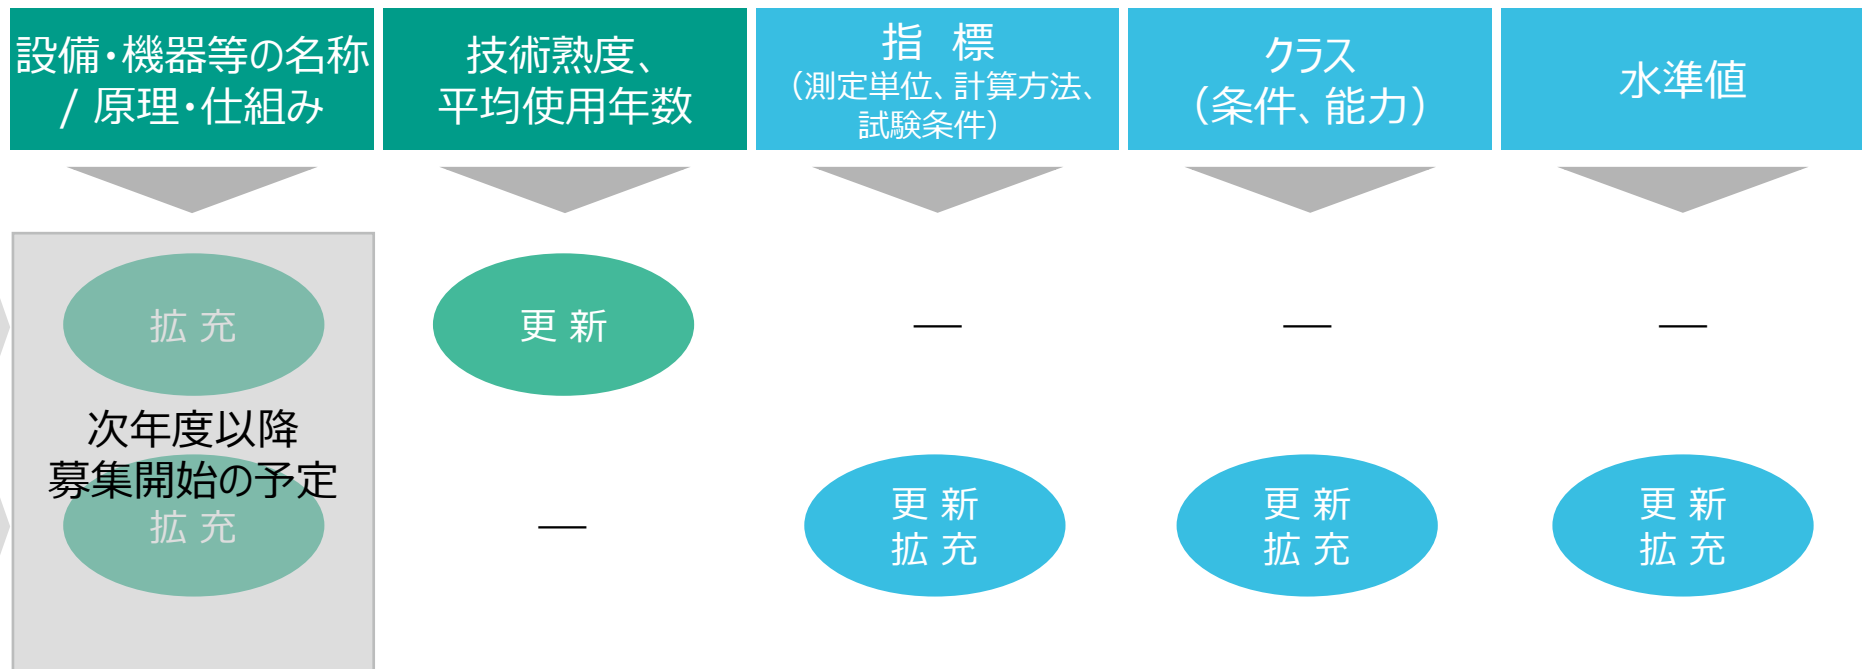 設備・機器等の名称
/ 原理・仕組み
技術熟度、
平均使用年数
指 標
（測定単位、計算方法、
試験条件）
クラス
（条件、能力）
水準値
拡 充
更 新
―
―
―
次年度以降
募集開始の予定
拡 充
―
更 新
拡 充
更 新
拡 充
更 新
拡 充